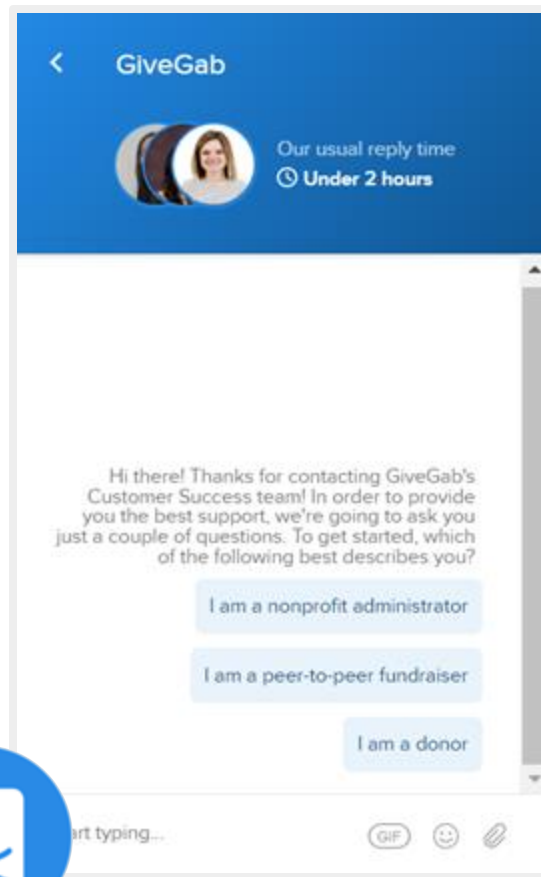 GiveGab
Our usual reply time
Under 2 hours
Hi there! Thanks for contacting GiveGab's
Customer Success team! In order to provide
you the best support, we're going to ask you
just a couple of questions. To get started, which
of the following best describes you?
I am a nonprofit administrator
I am a peer-to-peer fundraiser
I am a donor
art typing...
GIF